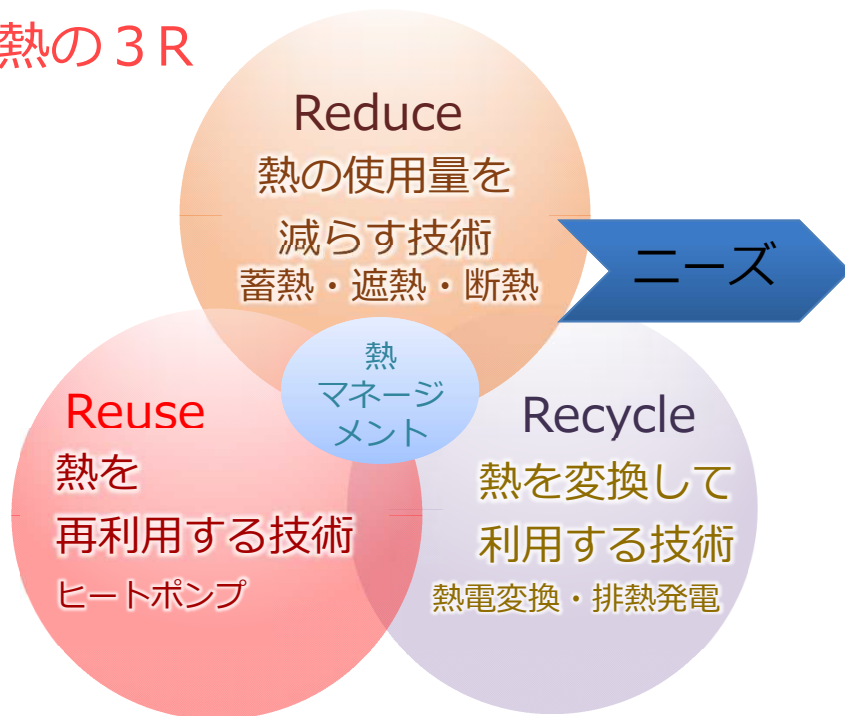 熱の３R
Reduce
熱の使用量を
減らす技術
蓄熱・遮熱・断熱
ニーズ
熱
マネージ
メント
Reuse
熱を
再利用する技術
ヒートポンプ
Recycle
熱を変換して
利用する技術
熱電変換・排熱発電